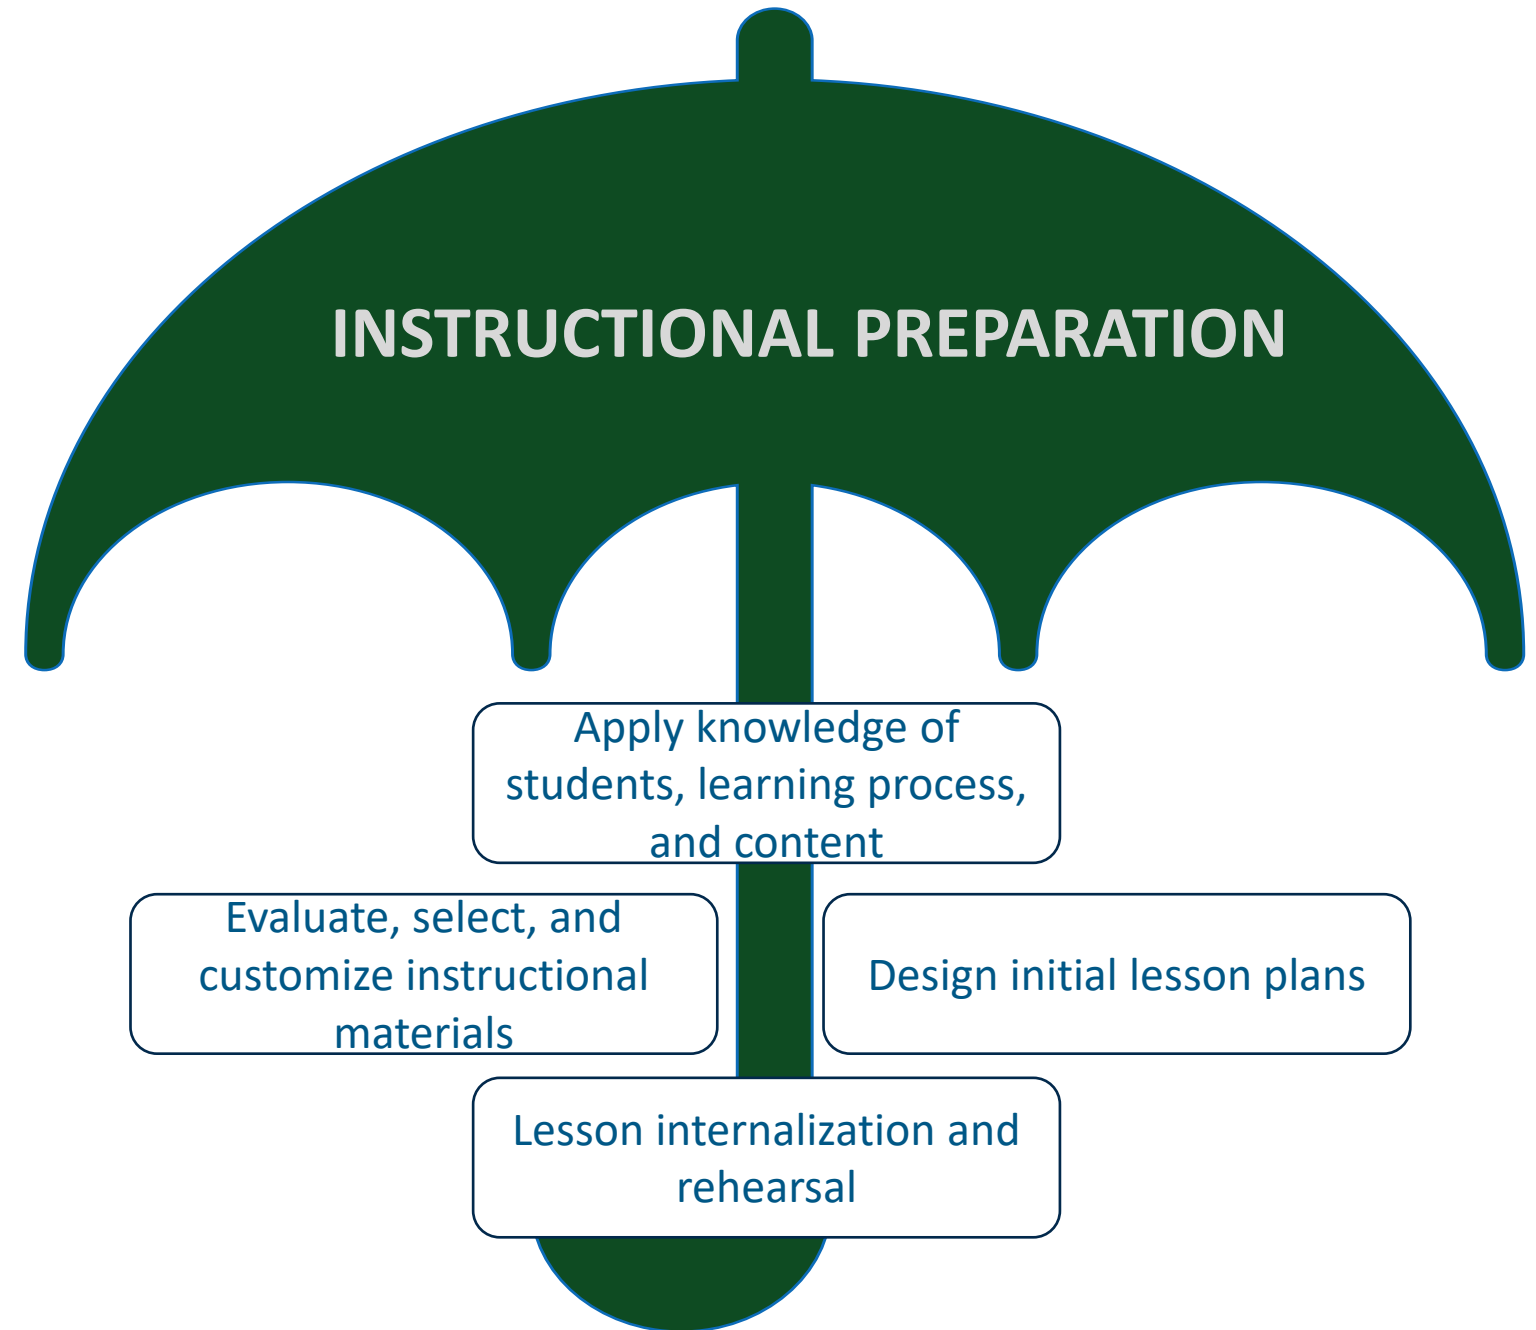 INSTRUCTIONAL PREPARATION
Apply knowledge of
students, learning process,
and content
Evaluate, select, and
customize instructional
materials
Design initial lesson plans
Lesson internalization and
rehearsal